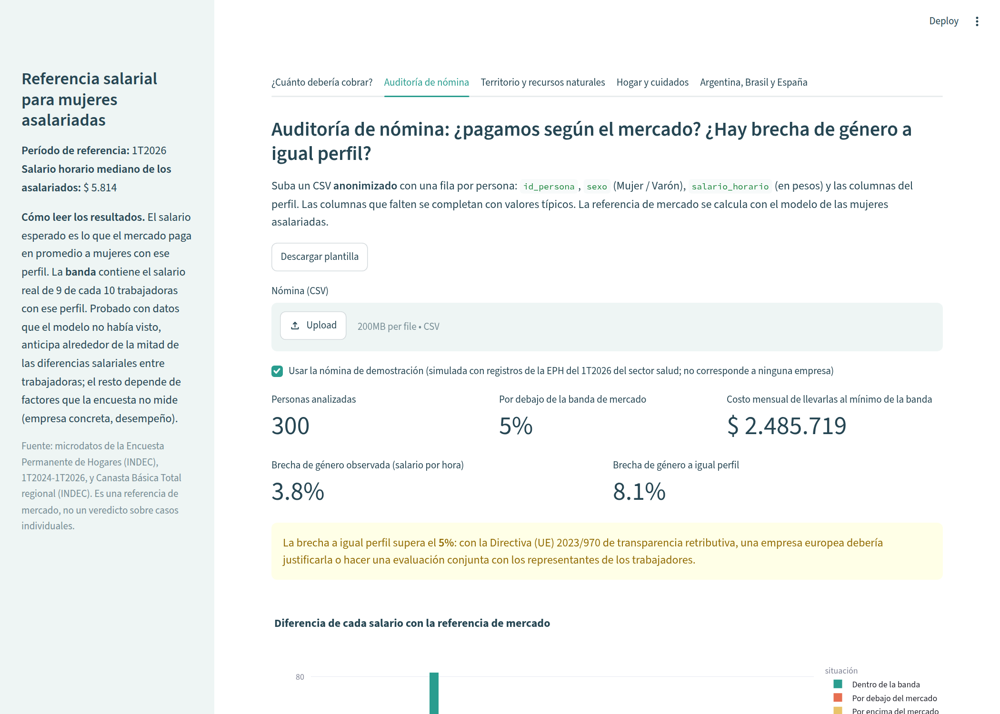 Deploy
Referencia salarial
para mujeres
asalariadas
Período de referencia: 1T2026
Salario horario mediano de los
asalariados: $ 5.814
Cómo leer los resultados. El salario
esperado es lo que el mercado paga
en promedio a mujeres con ese
perfil. La banda contiene el salario
real de 9 de cada 10 trabajadoras
con ese perfil. Probado con datos
que el modelo no había visto,
anticipa alrededor de la mitad de
las diferencias salariales entre
trabajadoras; el resto depende de
factores que la encuesta no mide
(empresa concreta, desempeño).
Fuente: microdatos de la Encuesta
Permanente de Hogares (INDEC),
1T2024-1T2026, y Canasta Básica Total
regional (INDEC). Es una referencia de
mercado, no un veredicto sobre casos
individuales.
¿Cuánto debería cobrar? Auditoría de nómina Territorio y recursos naturales Hogar y cuidados Argentina, Brasil y España
Auditoría de nómina: ¿pagamos según el mercado? ¿Hay brecha de género a
igual perfil?
Suba un CSV anonimizado con una fila por persona: id_persona , sexo (Mujer / Varón), salario_horario (en pesos) y las columnas del
perfil. Las columnas que falten se completan con valores típicos. La referencia de mercado se calcula con el modelo de las mujeres
asalariadas.
Descargar plantilla
Nómina (CSV)
Upload 200MB per file • CSV
Usar la nómina de demostración (simulada con registros de la EPH del 1T2026 del sector salud; no corresponde a ninguna empresa)
Personas analizadas Por debajo de la banda de mercado Costo mensual de llevarlas al mínimo de la banda
300 5% $ 2.485.719
Brecha de género observada (salario por hora) Brecha de género a igual perfil
3.8% 8.1%
La brecha a igual perfil supera el 5%: con la Directiva (UE) 2023/970 de transparencia retributiva, una empresa europea debería
justificarla o hacer una evaluación conjunta con los representantes de los trabajadores.
Diferencia de cada salario con la referencia de mercado
80
situación
Dentro de la banda
Por debajo del mercado
Por encima del mercado